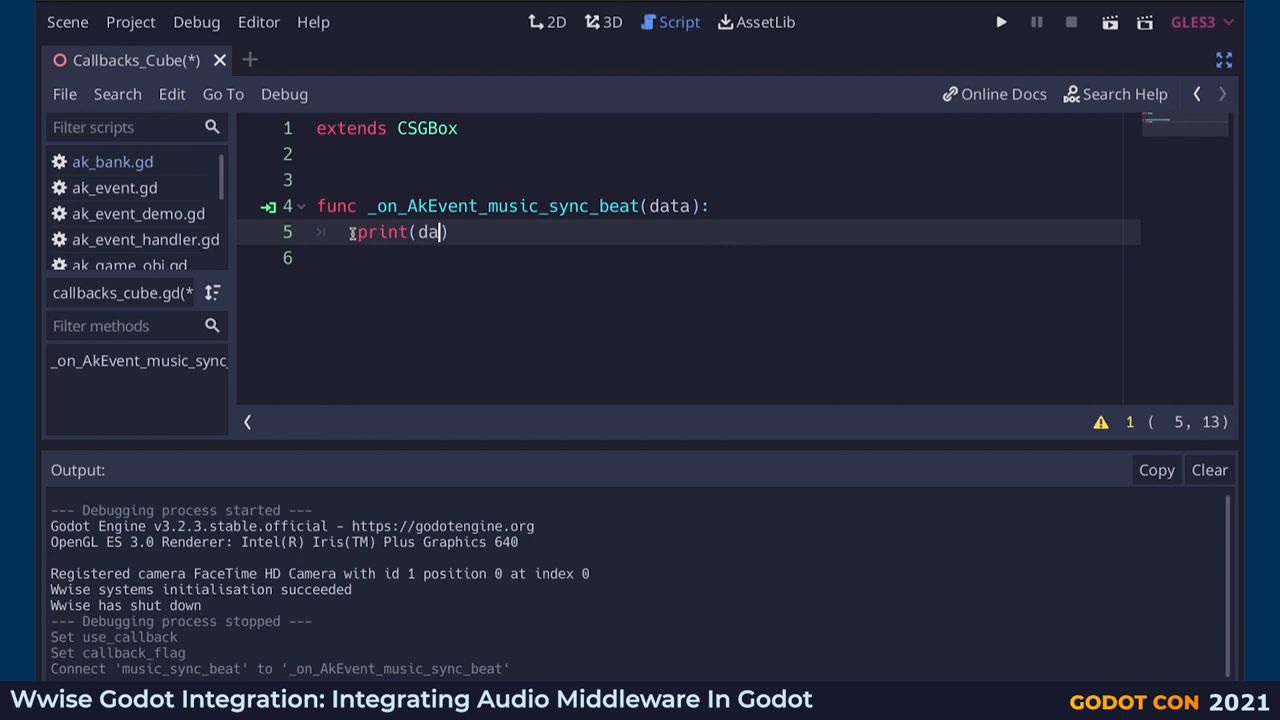 Scene Project Debug Editor Help 2D 3D Script AssetLib GLES3
Callbacks_Cube(*)
File Search Edit Go To Debug Online Docs Search Help
Filter scripts
ak_bank.gd
ak_event.gd
ak_event_demo.gd
ak_event_handler.gd
ak_game_obj.gd
callbacks_cube.gd(*
Filter methods
_on_AkEvent_music_sync_
1 extends CSGBox
2
3
4 func _on_AkEvent_music_sync_beat(data):
5 print(da)
6
1 ( 5, 13)
Output: Copy Clear
--- Debugging process started ---
Godot Engine v3.2.3.stable.official - https://godotengine.org
OpenGL ES 3.0 Renderer: Intel(R) Iris(TM) Plus Graphics 640
Registered camera FaceTime HD Camera with id 1 position 0 at index 0
Wwise systems initialisation succeeded
Wwise has shut down
--- Debugging process stopped ---
Set use_callback
Set callback_flag
Connect 'music_sync_beat' to '_on_AkEvent_music_sync_beat'
Wwise Godot Integration: Integrating Audio Middleware In Godot GODOT CON 2021